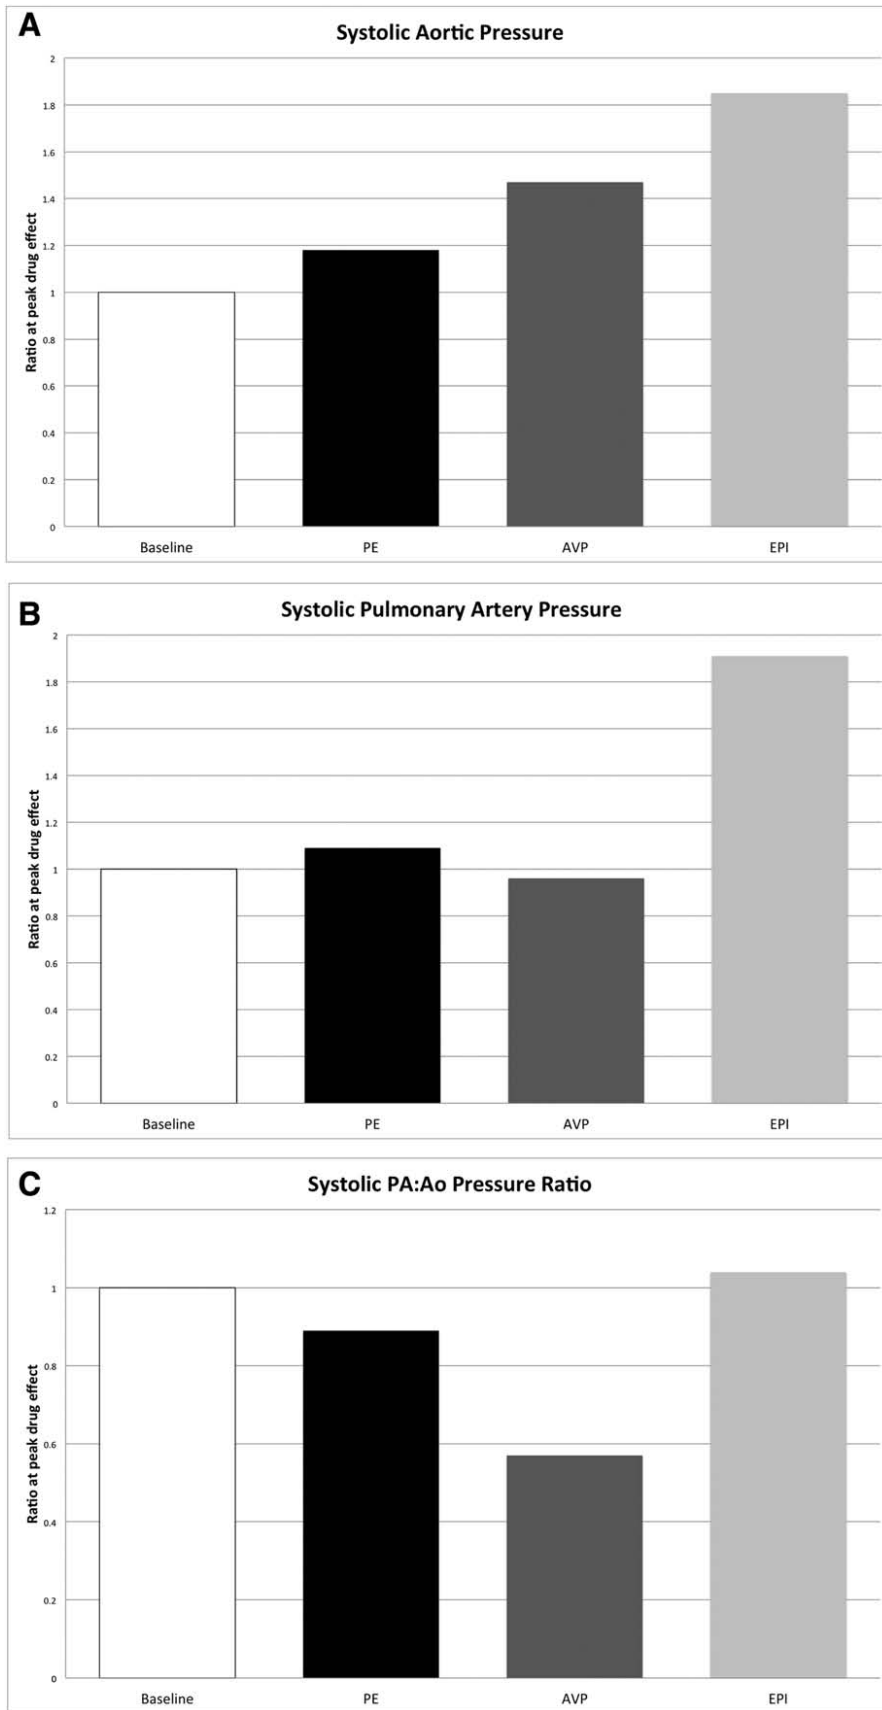 A
Systolic Aortic Pressure
Ratio at peak drug effect
2
1.8
1.6
1.4
1.2
1
0.8
0.6
0.4
0.2
0
Baseline PE AVP EPI
B
Systolic Pulmonary Artery Pressure
Ratio at peak drug effect
2
1.8
1.6
1.4
1.2
1
0.8
0.6
0.4
0.2
0
Baseline PE AVP EPI
C
Systolic PA:Ao Pressure Ratio
Ratio at peak drug effect
1.2
1
0.8
0.6
0.4
0.2
0
Baseline PE AVP EPI